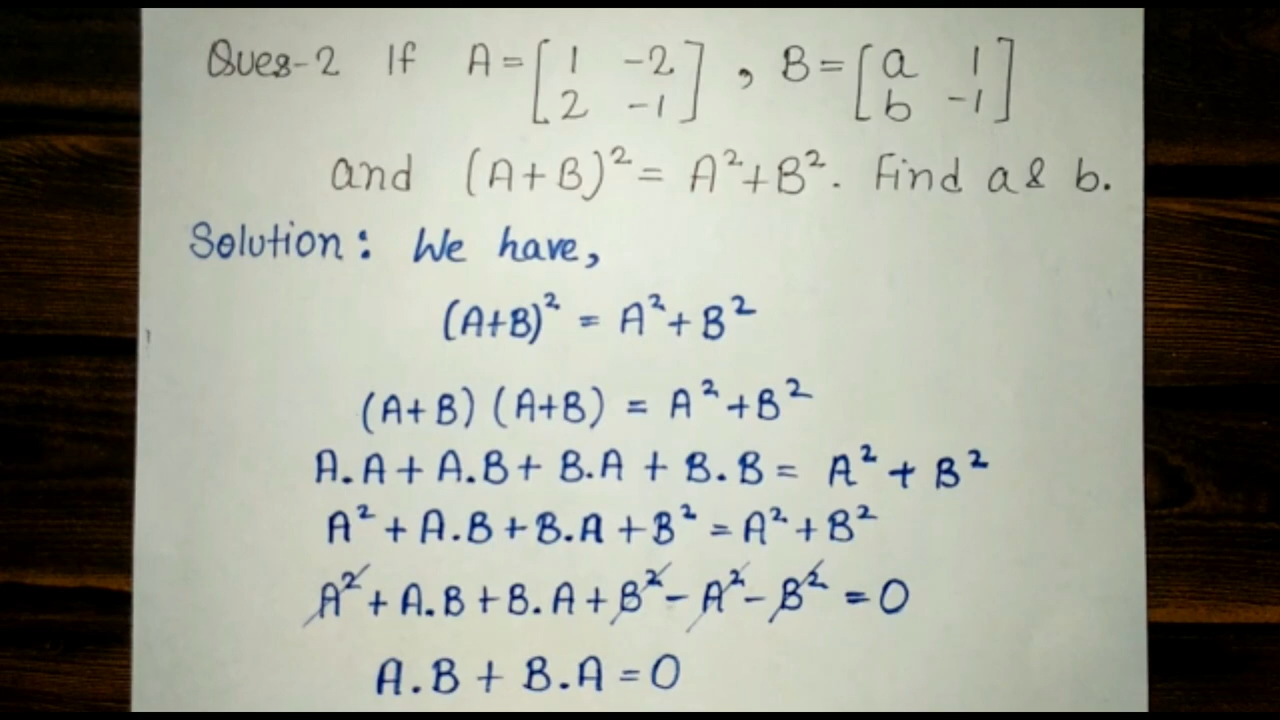 Ques-2 If A = [1 -2 2 -1] , B = [a 1 b -1]
and (A+B)² = A²+B². Find a & b.
Solution: We have,
(A+B)² = A²+B²
(A+B) (A+B) = A²+B²
A.A + A.B + B.A + B.B = A² + B²
A² + A.B + B.A + B² = A² + B²
A² + A.B + B.A + B² - A² - B² = 0
A.B + B.A = 0